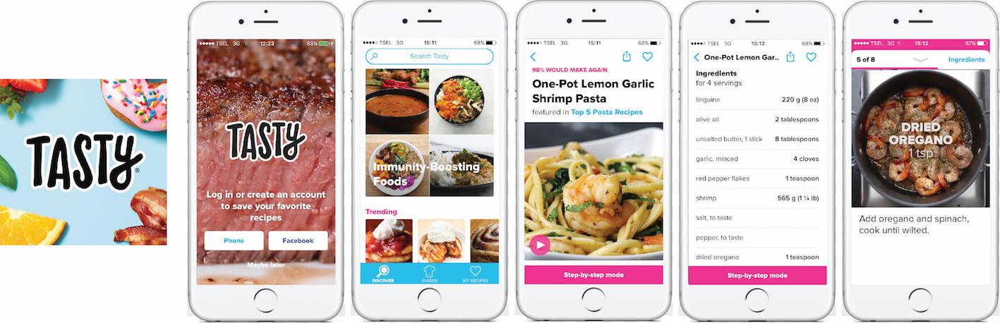 TASTY
®
TSEL 3G 12:23 88%
TASTY
Log in or create an account
to save your favorite
recipes
Phone
Facebook
Maybe later
TSEL 3G 15:11 68%
Search Tasty
Immunity-Boosting
Foods
Trending
DISCOVER
GUIDES
MY RECIPES
TSEL 3G 15:11 68%
98% WOULD MAKE AGAIN
One-Pot Lemon Garlic
Shrimp Pasta
featured in Top 5 Pasta Recipes
Step-by-step mode
TSEL 3G 15:12 68%
One-Pot Lemon Gar..
Ingredients
for 4 servings
linguine 220 g (8 oz)
olive oil 2 tablespoons
unsalted butter, 1 stick 8 tablespoons
garlic, minced 4 cloves
red pepper flakes 1 teaspoon
shrimp 565 g (1 ¼ lb)
salt, to taste
pepper, to taste
dried oregano 1 teaspoon
Step-by-step mode
TSEL 3G 15:12 67%
5 of 8
Ingredients
DRIED
OREGANO
1 tsp
Add oregano and spinach,
cook until wilted.